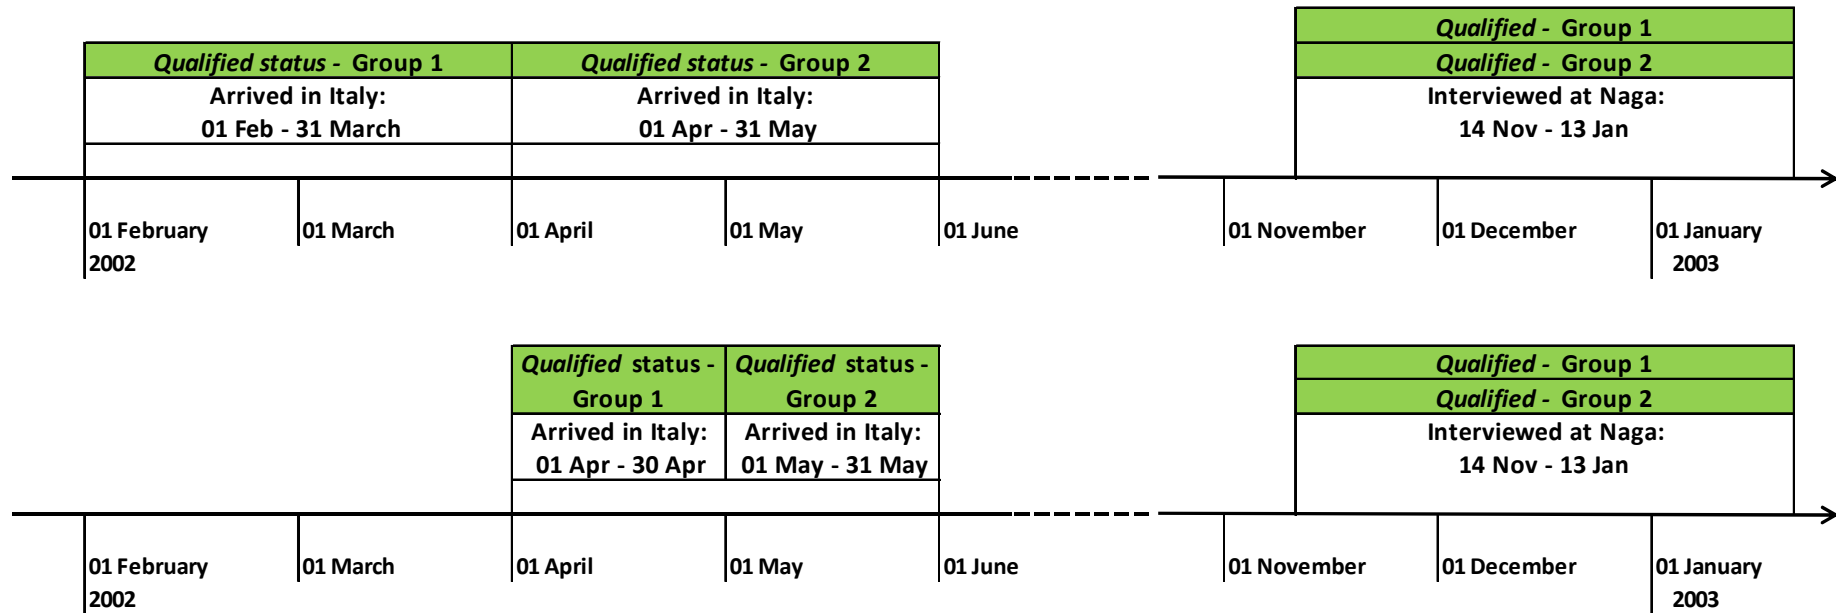 Qualified - Group 1
Qualified status - Group 1 Qualified status - Group 2 Qualified - Group 2
Arrived in Italy: Arrived in Italy: Interviewed at Naga:
01 Feb - 31 March 01 Apr - 31 May 14 Nov - 13 Jan
01 February 01 March 01 April 01 May 01 June 01 November 01 December 01 January
2002 2003
Qualified status - Qualified status - Qualified - Group 1
Group 1 Group 2 Qualified - Group 2
Arrived in Italy: Arrived in Italy: Interviewed at Naga:
01 Apr - 30 Apr 01 May - 31 May 14 Nov - 13 Jan
01 February 01 March 01 April 01 May 01 June 01 November 01 December 01 January
2002 2003